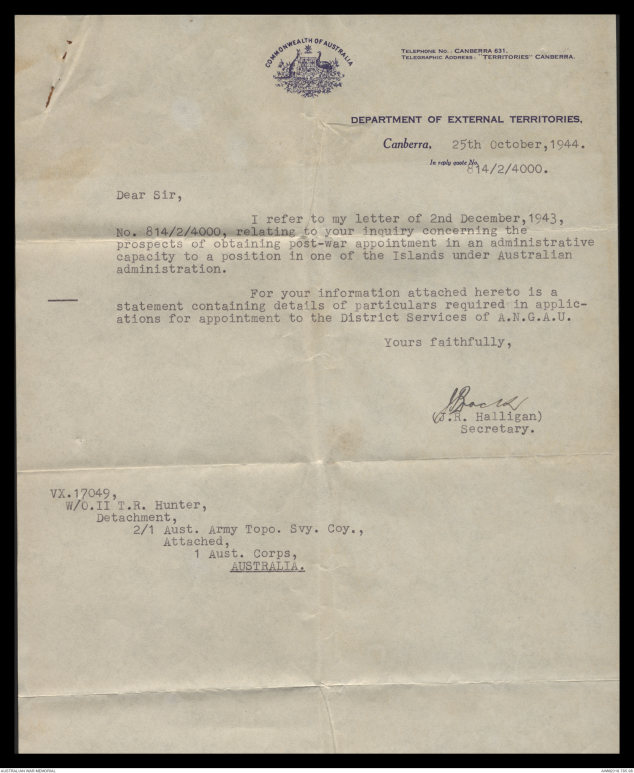 COMMONWEALTH OF AUSTRALIA
TELEPHONE NO.: CANBERRA 631.
TELEGRAPHIC ADDRESS: "TERRITORIES" CANBERRA.
DEPARTMENT OF EXTERNAL TERRITORIES,
Canberra, 25th October,1944.
In reply quote No.
814/2/4000.
Dear Sir,
I refer to my letter of 2nd December,1943,
No. 814/2/4000, relating to your inquiry concerning the
prospects of obtaining post-war appointment in an administrative
capacity to a position in one of the Islands under Australian
administration.
For your information attached hereto is a
statement containing details of particulars required in applic-
ations for appointment to the District Services of A.N.G.A.U.
Yours faithfully,
(J.R. Halligan)
Secretary.
VX.17049,
W/O.II T.R. Hunter,
Detachment,
2/1 Aust. Army Topo. Svy. Coy.,
Attached,
1 Aust. Corps,
AUSTRALIA.
AUSTRALIAN WAR MEMORIAL